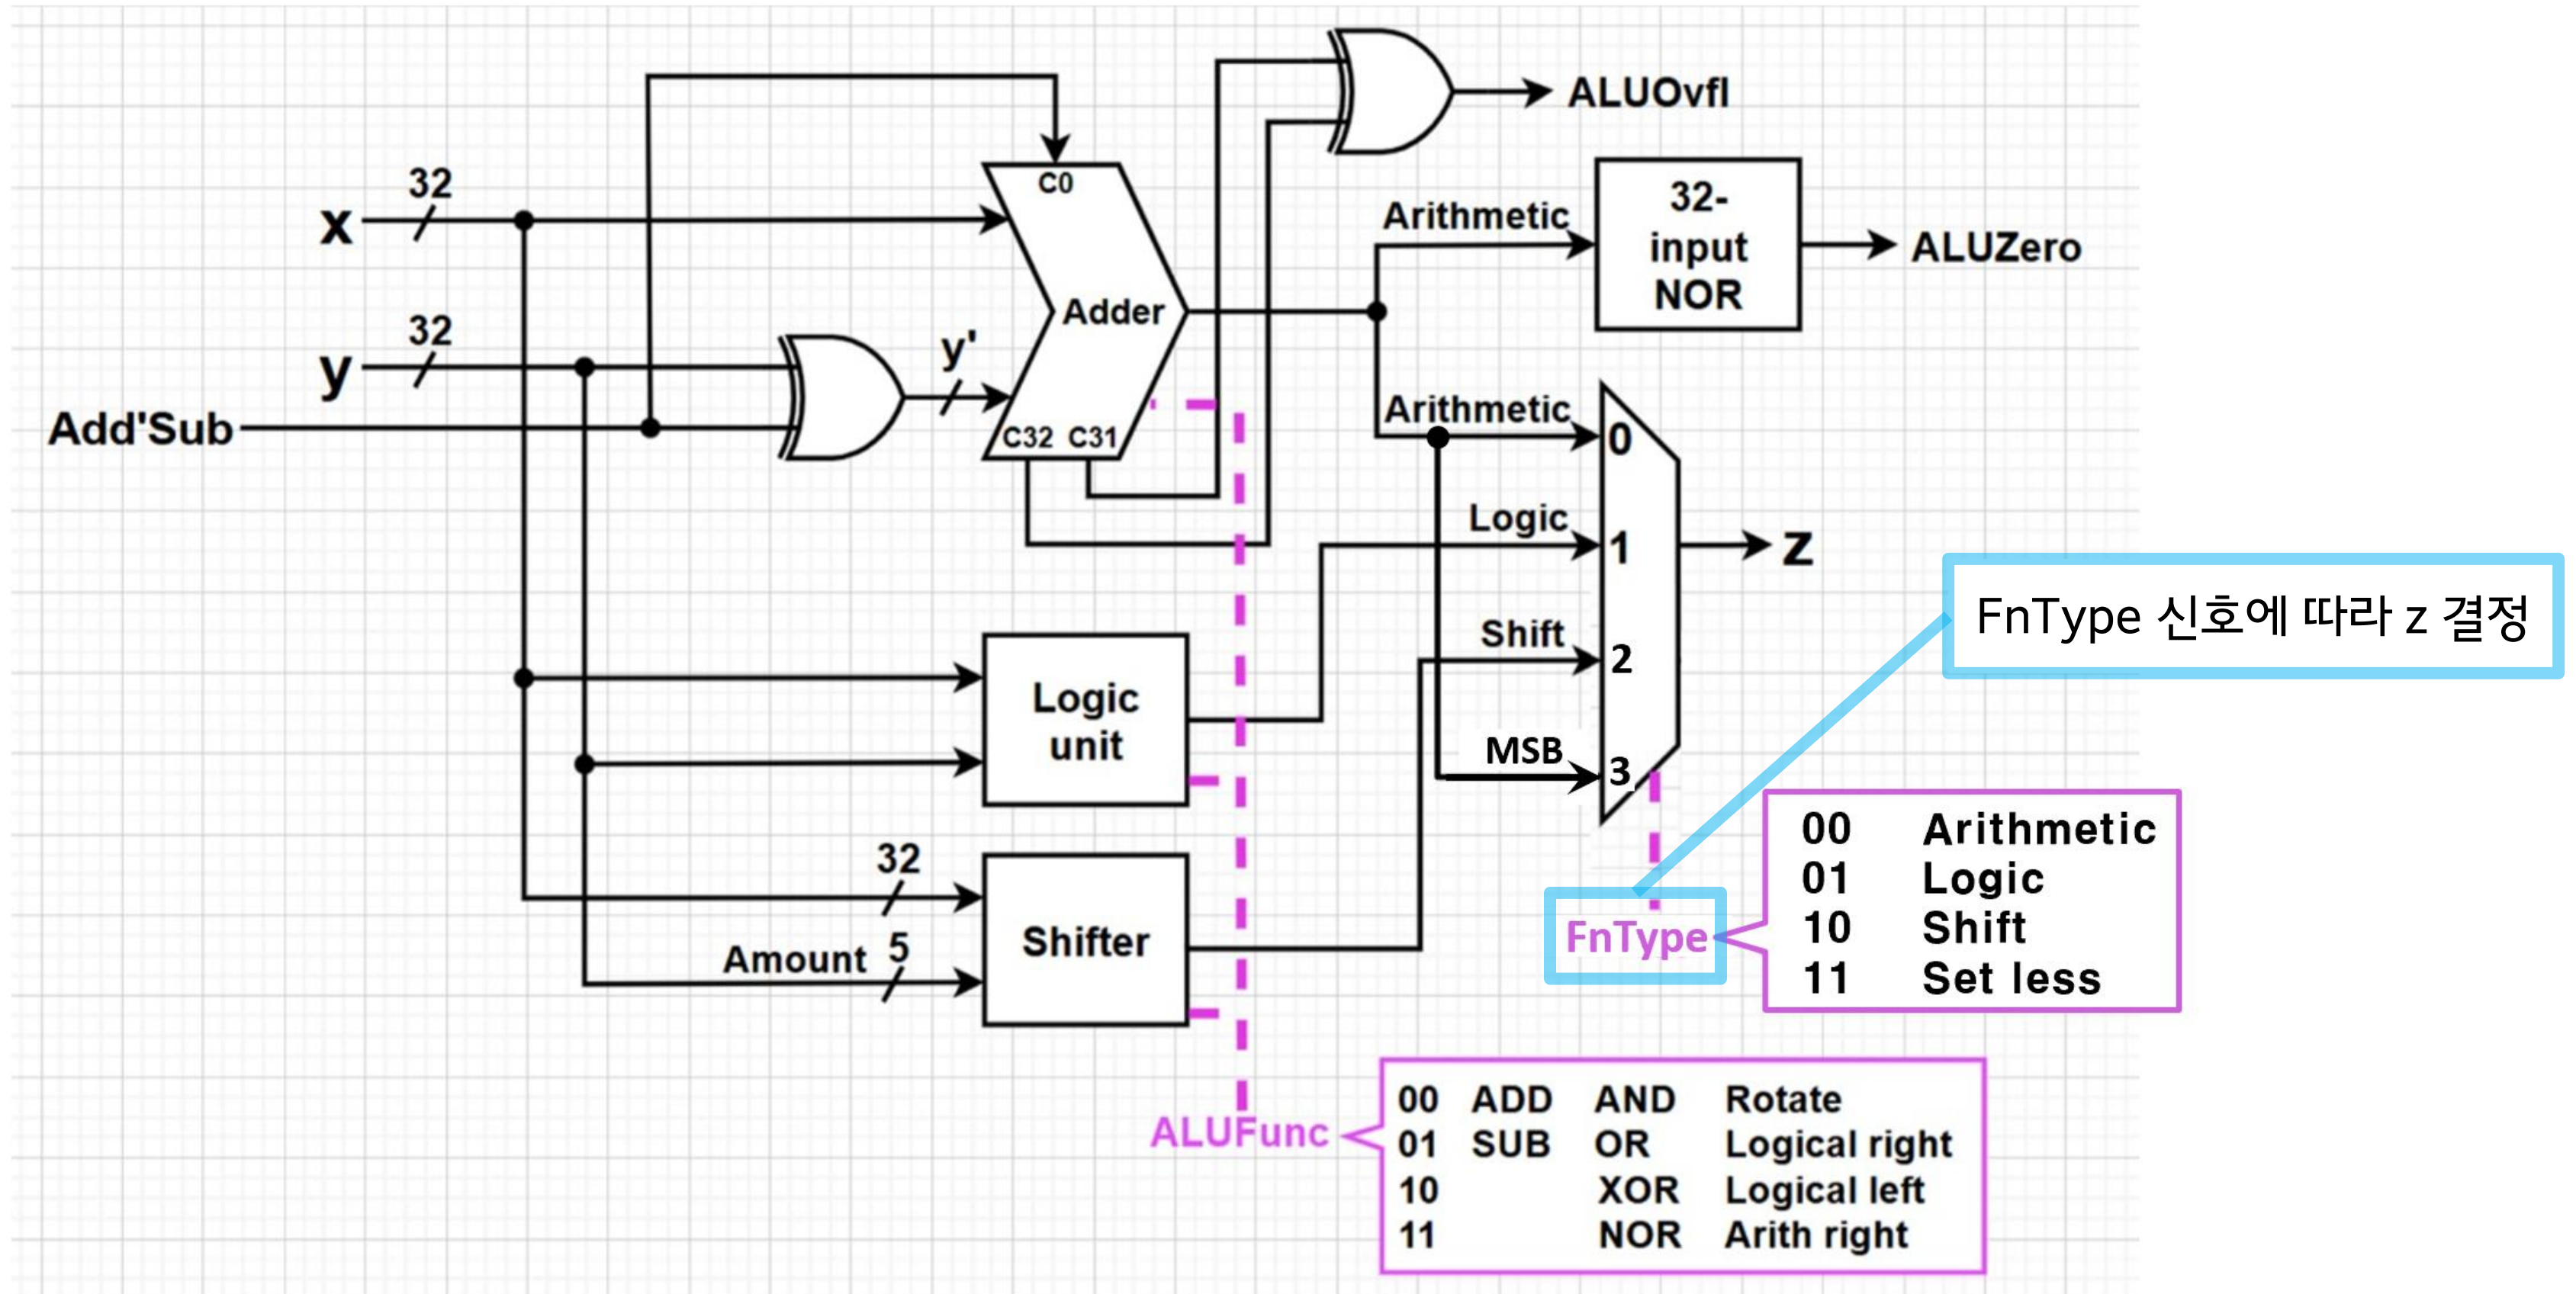 ALUOvfl
C0
32
x
Arithmetic
32-
input
NOR
ALUZero
Adder
32
y
y'
Add'Sub
C32 C31
Arithmetic
0
Logic
1
z
FnType 신호에 따라 z 결정
Shift
2
Logic
unit
MSB
3
00 Arithmetic
01 Logic
10 Shift
11 Set less
32
FnType
Amount 5
Shifter
ALUFunc
00 ADD AND Rotate
01 SUB OR Logical right
10 XOR Logical left
11 NOR Arith right